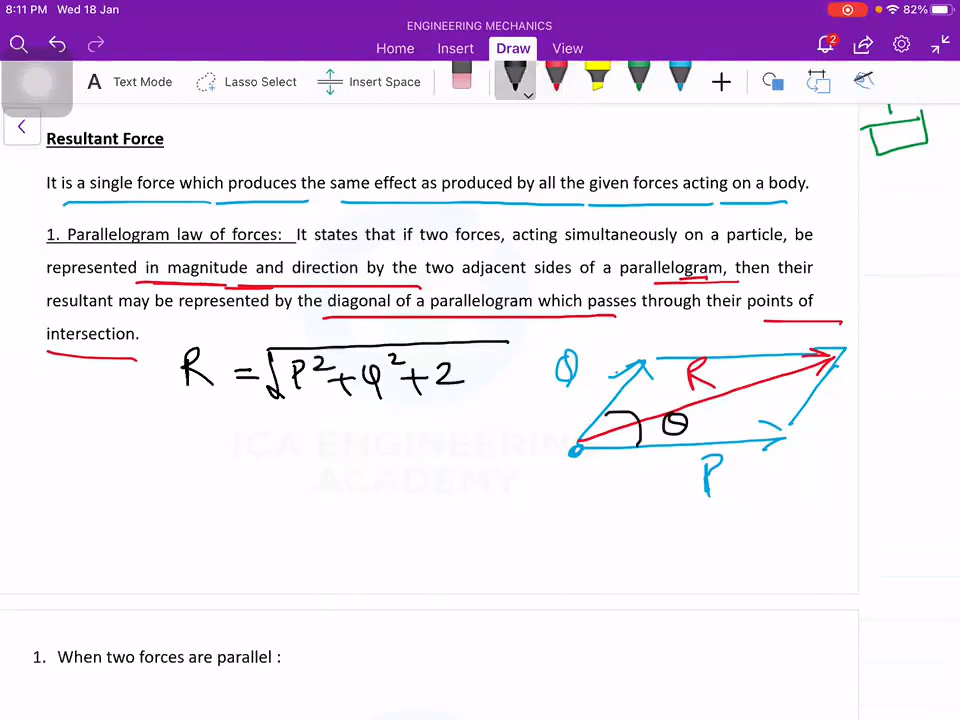 8:11 PM Wed 18 Jan
82%
ENGINEERING MECHANICS
Home Insert Draw View
2
A Text Mode Lasso Select Insert Space
Resultant Force
It is a single force which produces the same effect as produced by all the given forces acting on a body.
1. Parallelogram law of forces: It states that if two forces, acting simultaneously on a particle, be
represented in magnitude and direction by the two adjacent sides of a parallelogram, then their
resultant may be represented by the diagonal of a parallelogram which passes through their points of
intersection.
R = √P² + Q² + 2
Q
R
θ
P
ICA ENGINEERING
ACADEMY
1. When two forces are parallel :